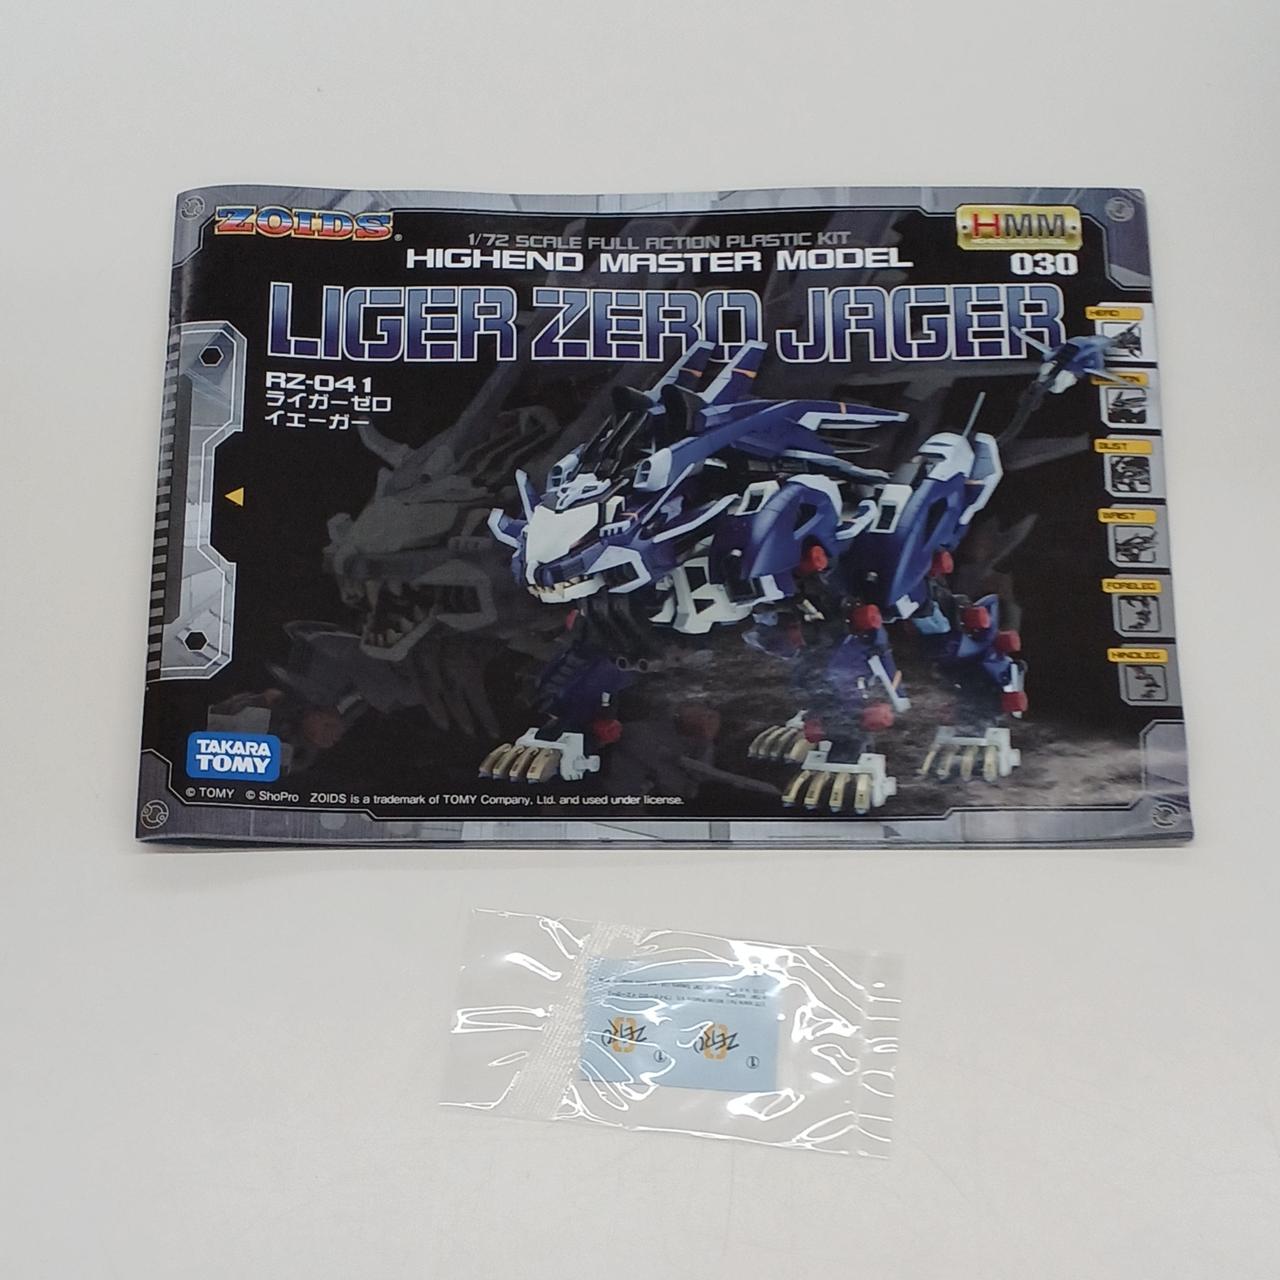 ZOIDS
1/72 SCALE FULL ACTION PLASTIC KIT
HIGHEND MASTER MODEL
HMM
030
LIGER ZERO JAGER
RZ-041
ライガーゼロ
イエーガー
HEAD
BUST
WAIST
FORELEG
HINDLEG
TAKARA
TOMY
© TOMY © ShoPro ZOIDS is a trademark of TOMY Company, Ltd. and used under license.
ZERO
ZERO
①
①